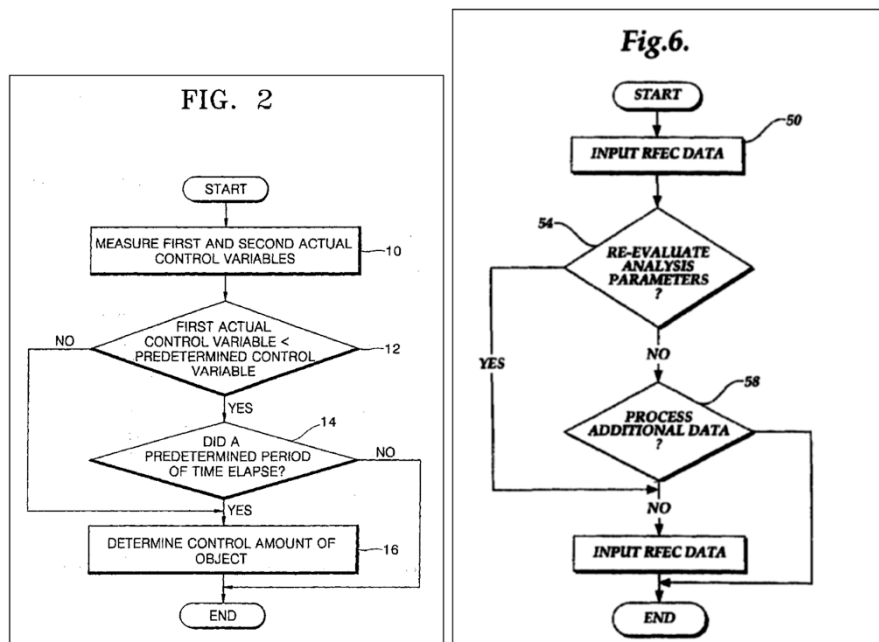 FIG. 2
START
MEASURE FIRST AND SECOND ACTUAL
CONTROL VARIABLES
10
FIRST ACTUAL
CONTROL VARIABLE <
PREDETERMINED CONTROL
VARIABLE
12
NO
YES
14
DID A
PREDETERMINED PERIOD
OF TIME ELAPSE?
NO
YES
DETERMINE CONTROL AMOUNT OF
OBJECT
16
END
Fig.6.
START
50
INPUT RFEC DATA
54
RE-EVALUATE
ANALYSIS
PARAMETERS
?
YES
NO
58
PROCESS
ADDITIONAL DATA
?
NO
INPUT RFEC DATA
END